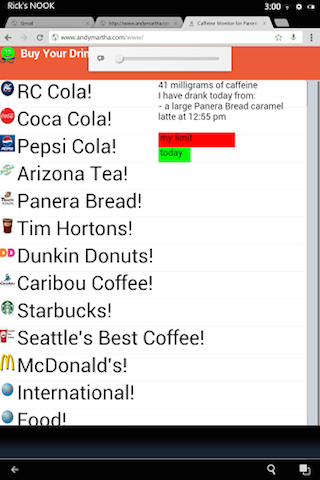 Rick's NOOK
3:00
Gmail
http://www.andymartha.com
Caffeine Monitor for Panera
www.andymartha.com/www/
Buy Your Drin
RC Cola!
Coca Cola!
Pepsi Cola!
Arizona Tea!
Panera Bread!
Tim Hortons!
Dunkin Donuts!
Caribou Coffee!
Starbucks!
Seattle's Best Coffee!
McDonald's!
International!
Food!
41 milligrams of caffeine
I have drank today from:
- a large Panera Bread caramel
latte at 12:55 pm
my limit
today